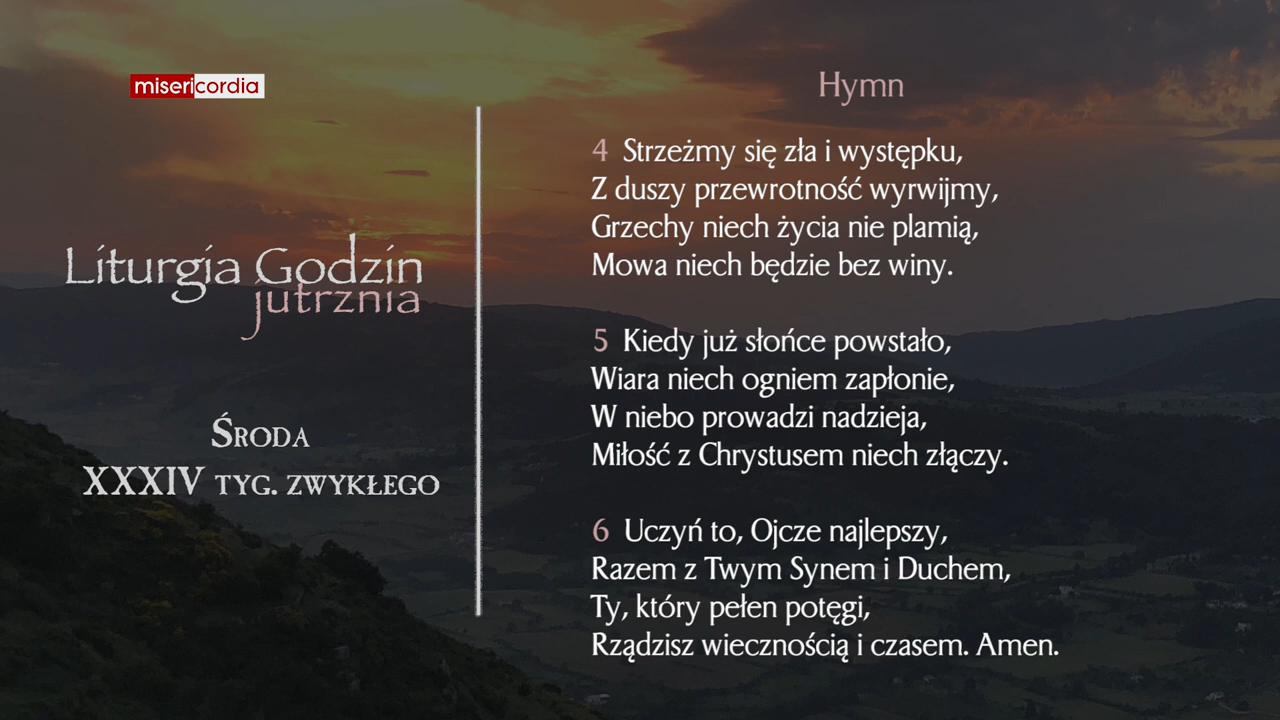 misericordia
Liturgia Godzin
jutrznia
Środa
XXXIV tyg. zwykłego
Hymn
4 Strzeżmy się zła i występku,
Z duszy przewrotność wyrwijmy,
Grzechy niech życia nie plamią,
Mowa niech będzie bez winy.
5 Kiedy już słońce powstało,
Wiara niech ogniem zapłonie,
W niebo prowadzi nadzieja,
Miłość z Chrystusem niech złączy.
6 Uczyń to, Ojcze najlepszy,
Razem z Twym Synem i Duchem,
Ty, który pełen potęgi,
Rządzisz wiecznością i czasem. Amen.